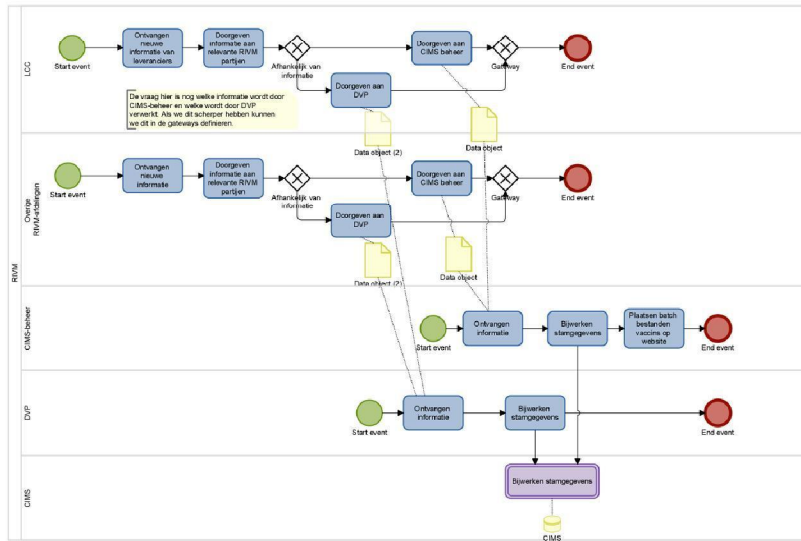 RIVM
LCC
Start event
Ontvangen
nieuwe
informatie van
leveranciers
Doorgeven
informatie aan
relevante RIVM
partijen
Afhankelijk van
informatie
Doorgeven aan
CIMS beheer
Gateway
End event
Doorgeven aan
DVP
De vraag hier is nog welke informatie wordt door
CIMS-beheer en welke wordt door DVP
verwerkt. Als we dit scherper hebben kunnen
we dit in de gateways definieren.
Data object (2)
Data object
Overige
RIVM-afdelingen
Start event
Ontvangen
nieuwe
informatie
Doorgeven
informatie aan
relevante RIVM
partijen
Afhankelijk van
informatie
Doorgeven aan
CIMS beheer
Gateway
End event
Doorgeven aan
DVP
Data object (2)
Data object
CIMS-beheer
Start event
Ontvangen
informatie
Bijwerken
stamgegevens
Plaatsen batch
bestanden
vaccins op
website
End event
DVP
Start event
Ontvangen
informatie
Bijwerken
stamgegevens
End event
CIMS
Bijwerken stamgegevens
CIMS